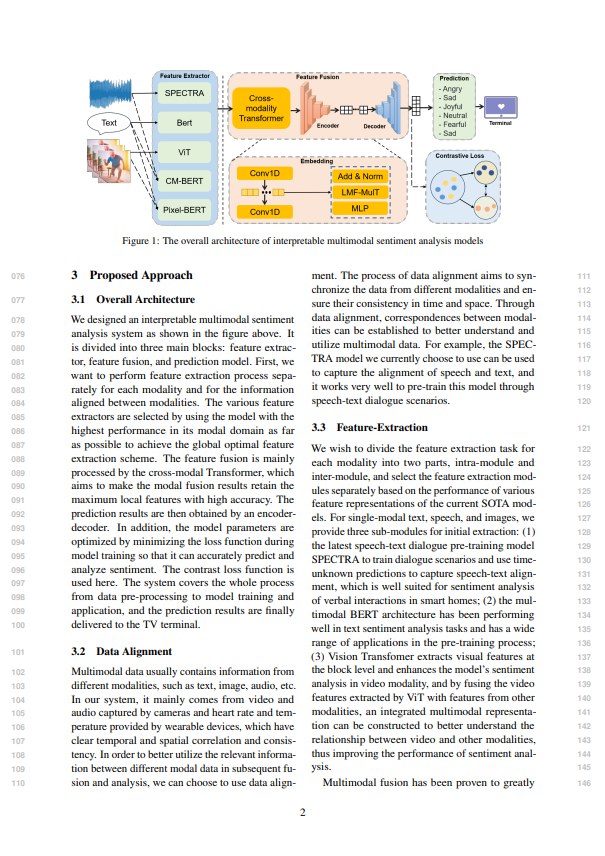 Feature Extractor
SPECTRA
Bert
ViT
CM-BERT
Pixel-BERT
Text
Feature Fusion
Cross-
modality
Transformer
Encoder
Decoder
Embedding
Conv1D
Conv1D
Add & Norm
LMF-MulT
MLP
Prediction
- Angry
- Sad
- Joyful
- Neutral
- Fearful
- Sad
Terminal
Contrastive Loss
Figure 1: The overall architecture of interpretable multimodal sentiment analysis models
076 3 Proposed Approach
077 3.1 Overall Architecture
078 We designed an interpretable multimodal sentiment
079 analysis system as shown in the figure above. It
080 is divided into three main blocks: feature extrac-
081 tor, feature fusion, and prediction model. First, we
082 want to perform feature extraction process sepa-
083 rately for each modality and for the information
084 aligned between modalities. The various feature
085 extractors are selected by using the model with the
086 highest performance in its modal domain as far
087 as possible to achieve the global optimal feature
088 extraction scheme. The feature fusion is mainly
089 processed by the cross-modal Transformer, which
090 aims to make the modal fusion results retain the
091 maximum local features with high accuracy. The
092 prediction results are then obtained by an encoder-
093 decoder. In addition, the model parameters are
094 optimized by minimizing the loss function during
095 model training so that it can accurately predict and
096 analyze sentiment. The contrast loss function is
097 used here. The system covers the whole process
098 from data pre-processing to model training and
099 application, and the prediction results are finally
100 delivered to the TV terminal.
101 3.2 Data Alignment
102 Multimodal data usually contains information from
103 different modalities, such as text, image, audio, etc.
104 In our system, it mainly comes from video and
105 audio captured by cameras and heart rate and tem-
106 perature provided by wearable devices, which have
107 clear temporal and spatial correlation and consis-
108 tency. In order to better utilize the relevant informa-
109 tion between different modal data in subsequent fu-
110 sion and analysis, we can choose to use data align-
ment. The process of data alignment aims to syn- 111
chronize the data from different modalities and en- 112
sure their consistency in time and space. Through 113
data alignment, correspondences between modal- 114
ities can be established to better understand and 115
utilize multimodal data. For example, the SPEC- 116
TRA model we currently choose to use can be used 117
to capture the alignment of speech and text, and 118
it works very well to pre-train this model through 119
speech-text dialogue scenarios. 120
3.3 Feature-Extraction 121
We wish to divide the feature extraction task for 122
each modality into two parts, intra-module and 123
inter-module, and select the feature extraction mod- 124
ules separately based on the performance of various 125
feature representations of the current SOTA mod- 126
els. For single-modal text, speech, and images, we 127
provide three sub-modules for initial extraction: (1) 128
the latest speech-text dialogue pre-training model 129
SPECTRA to train dialogue scenarios and use time- 130
unknown predictions to capture speech-text align- 131
ment, which is well suited for sentiment analysis 132
of verbal interactions in smart homes; (2) the mul- 133
timodal BERT architecture has been performing 134
well in text sentiment analysis tasks and has a wide 135
range of applications in the pre-training process; 136
(3) Vision Transformer extracts visual features at 137
the block level and enhances the model's sentiment 138
analysis in video modality, and by fusing the video 139
features extracted by ViT with features from other 140
modalities, an integrated multimodal representa- 141
tion can be constructed to better understand the 142
relationship between video and other modalities, 143
thus improving the performance of sentiment anal- 144
ysis. 145
Multimodal fusion has been proven to greatly 146
2